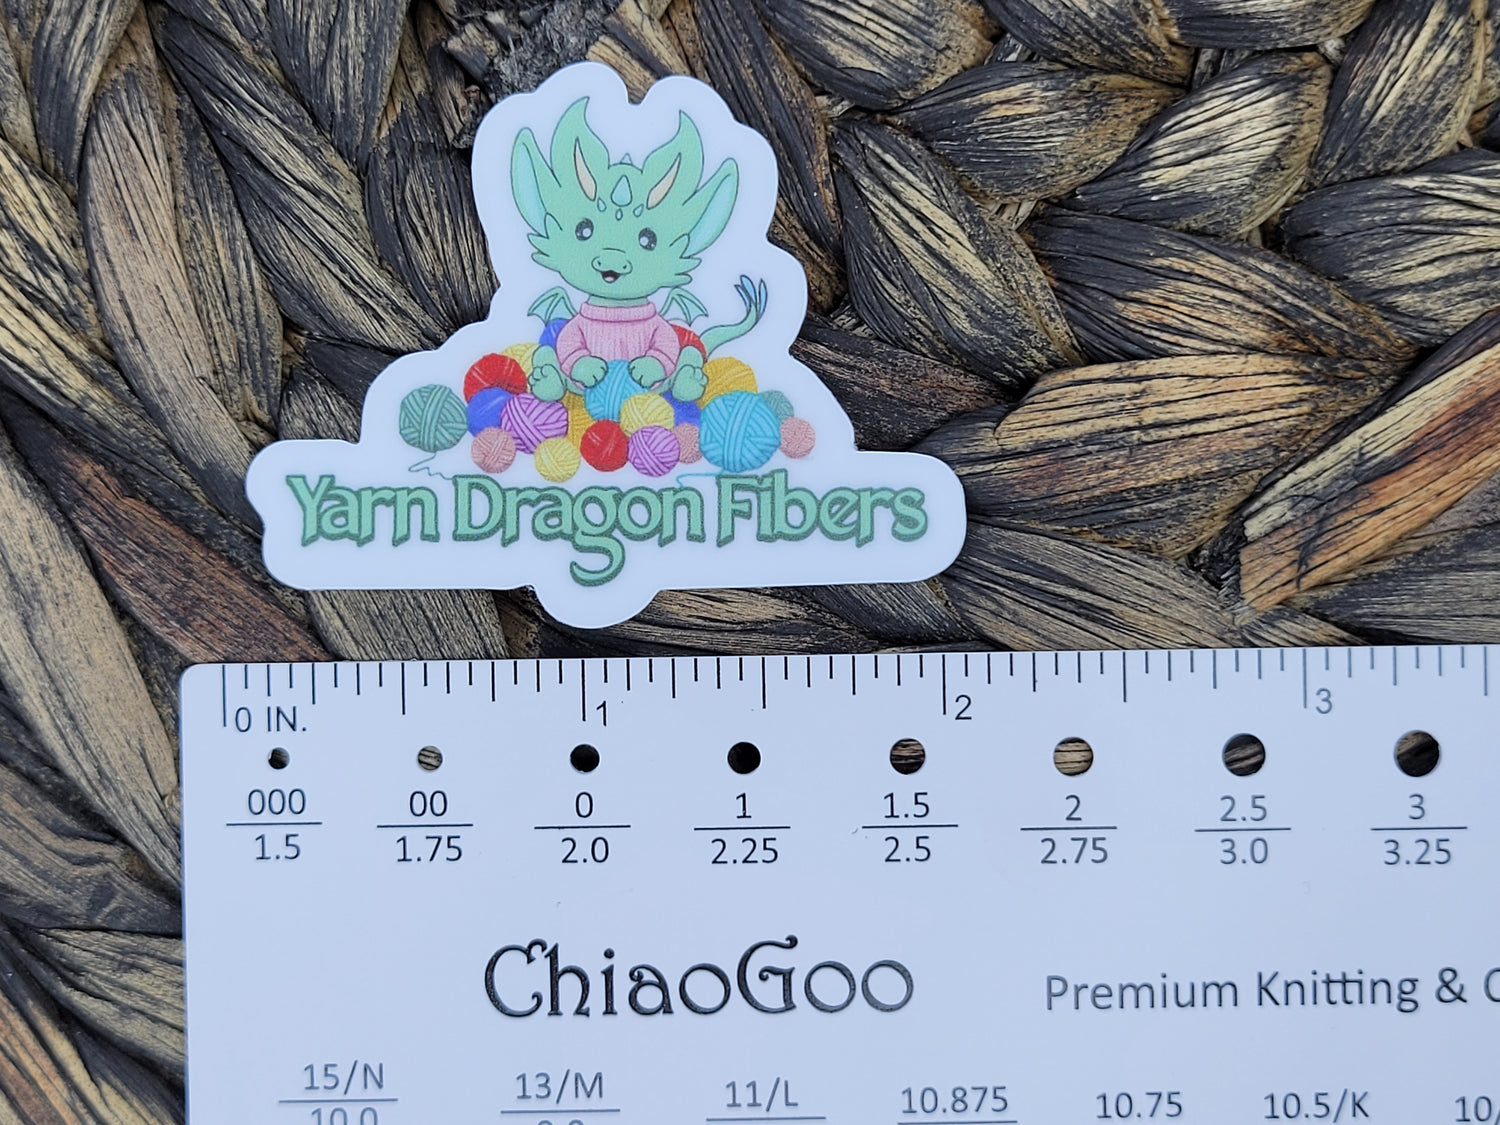 Yarn Dragon Fibers
0 IN. 1 2 3
000 00 0 1 1.5 2 2.5 3
1.5 1.75 2.0 2.25 2.5 2.75 3.0 3.25
ChiaoGoo Premium Knitting &
15/N 13/M 11/L 10.875 10.75 10.5/K
10.0